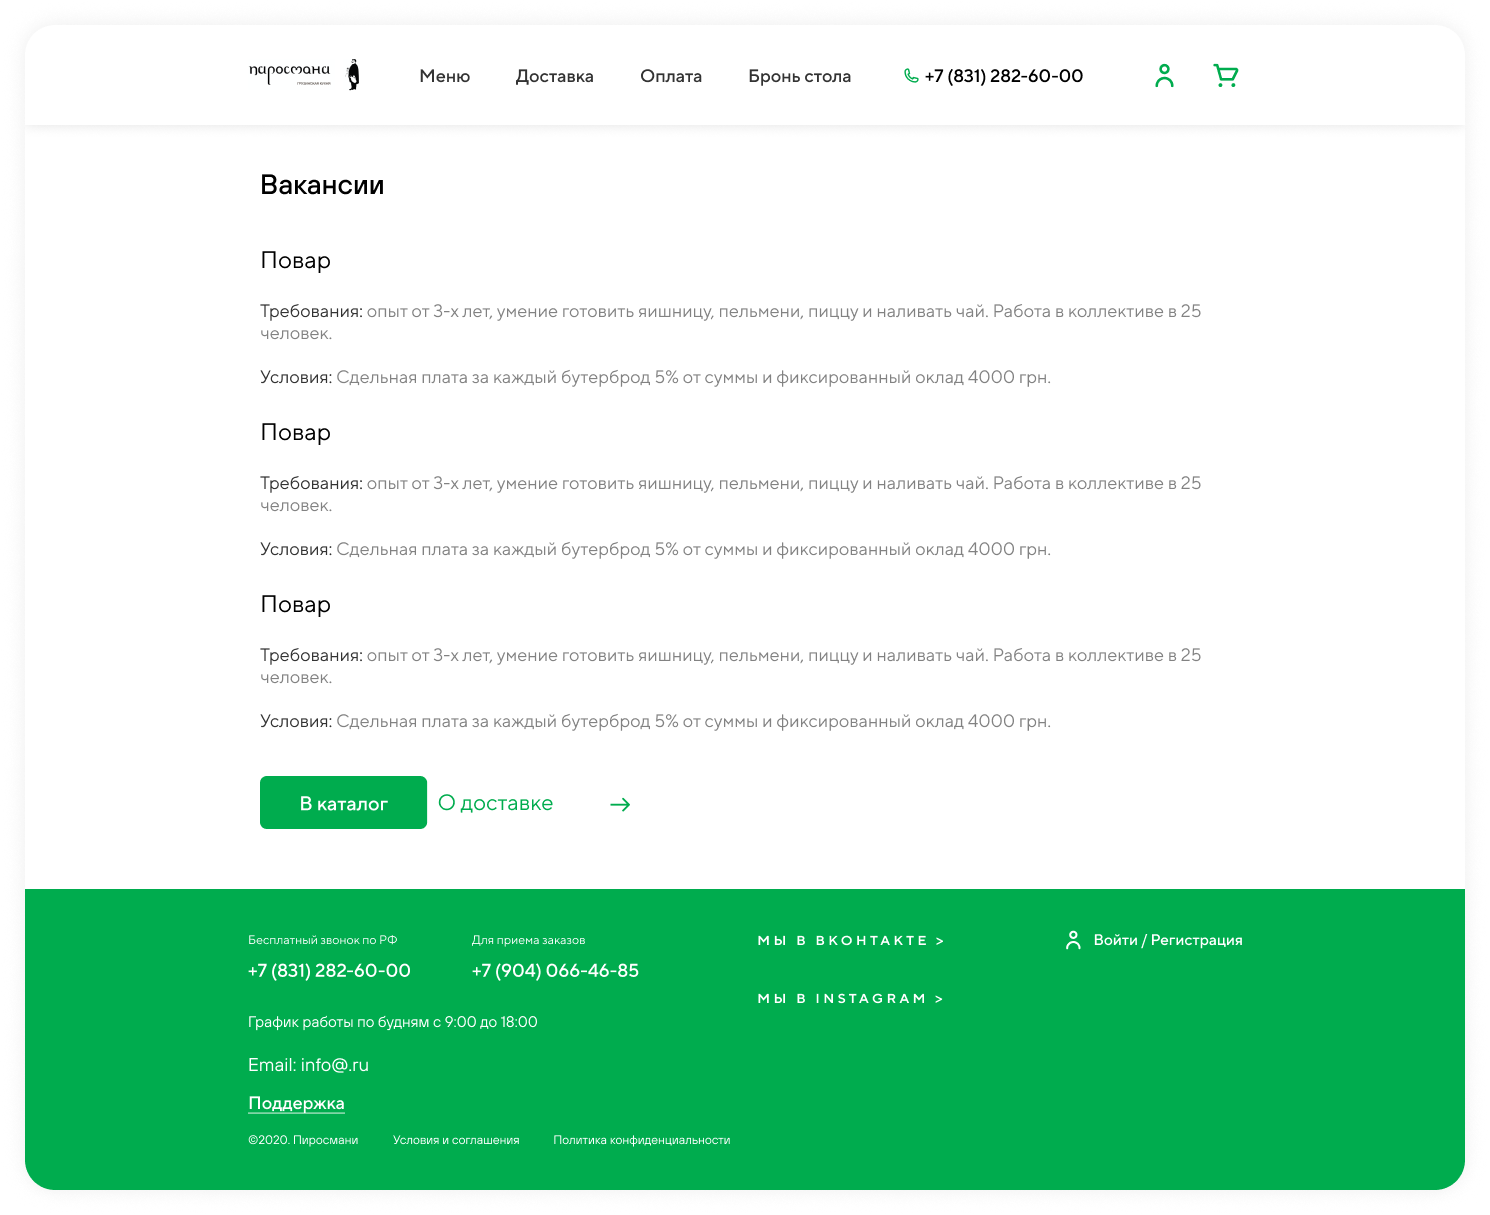 пиросмани
ГРУЗИНСКАЯ КУХНЯ
Меню
Доставка
Оплата
Бронь стола
+7 (831) 282-60-00
Вакансии
Повар
Требования: опыт от 3-х лет, умение готовить яишницу, пельмени, пиццу и наливать чай. Работа в коллективе в 25
человек.
Условия: Сдельная плата за каждый бутерброд 5% от суммы и фиксированный оклад 4000 грн.
Повар
Требования: опыт от 3-х лет, умение готовить яишницу, пельмени, пиццу и наливать чай. Работа в коллективе в 25
человек.
Условия: Сдельная плата за каждый бутерброд 5% от суммы и фиксированный оклад 4000 грн.
Повар
Требования: опыт от 3-х лет, умение готовить яишницу, пельмени, пиццу и наливать чай. Работа в коллективе в 25
человек.
Условия: Сдельная плата за каждый бутерброд 5% от суммы и фиксированный оклад 4000 грн.
В каталог
О доставке
Бесплатный звонок по РФ
+7 (831) 282-60-00
Для приема заказов
+7 (904) 066-46-85
График работы по будням с 9:00 до 18:00
Email: info@.ru
Поддержка
©2020. Пиросмани
Условия и соглашения
Политика конфиденциальности
МЫ В ВКОНТАКТЕ >
МЫ В INSTAGRAM >
Войти / Регистрация